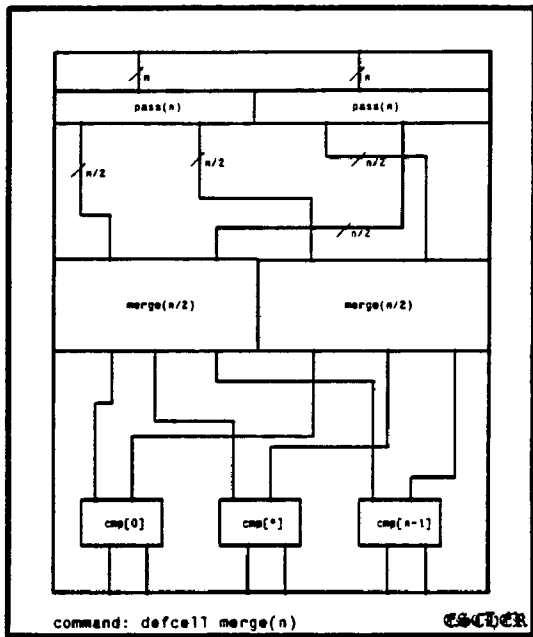 n n
pass(n) pass(n)
n/2 n/2 n/2
n/2
merge(n/2) merge(n/2)
cmp[0] cmp[*] cmp[n-1]
command: defcell merge(n) ESCHER